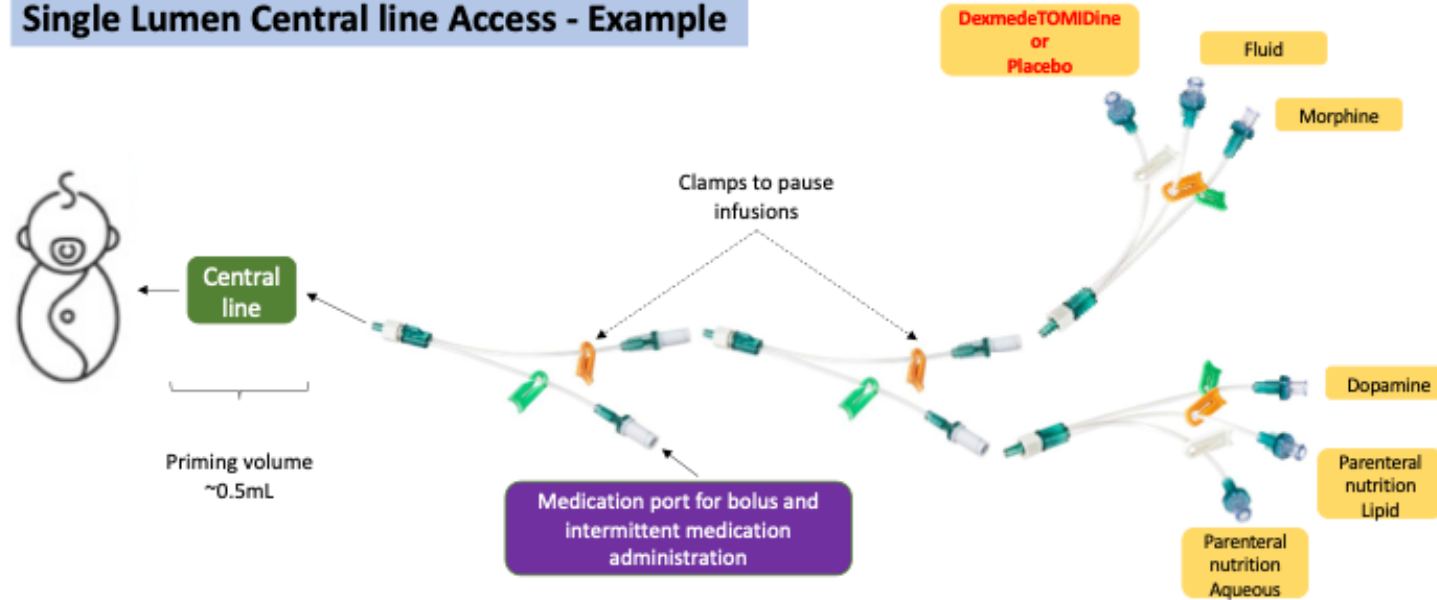 Single Lumen Central line Access - Example
DexmedeTOMIDine
or
Placebo
Fluid
Morphine
Clamps to pause
infusions
Central
line
Priming volume
~0.5mL
Medication port for bolus and
intermittent medication
administration
Dopamine
Parenteral
nutrition
Lipid
Parenteral
nutrition
Aqueous